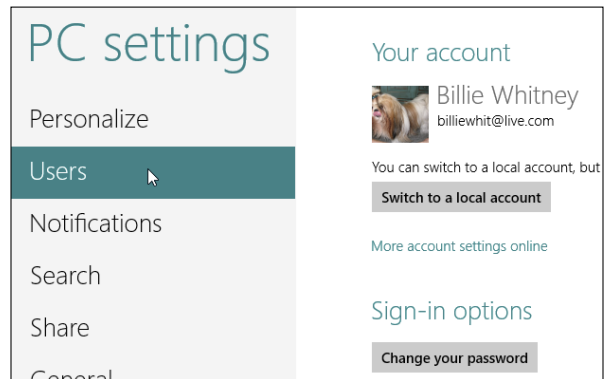 PC settings
Personalize
Users
Notifications
Search
Share
General
Your account
Billie Whitney
billiewhit@live.com
You can switch to a local account, but
Switch to a local account
More account settings online
Sign-in options
Change your password